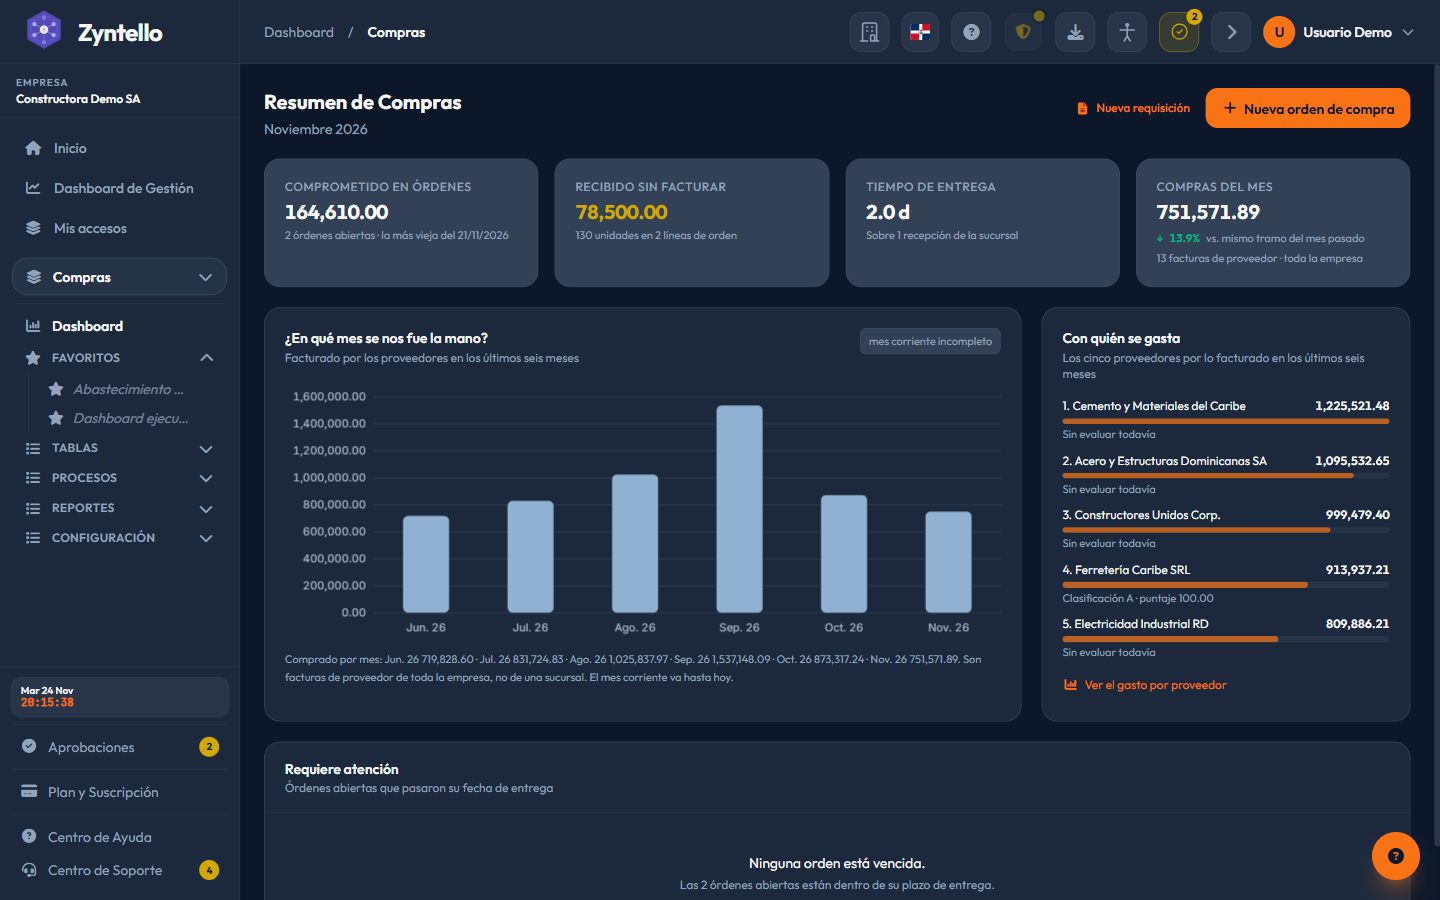 Zyntello
Dashboard / Compras
2
U
Usuario Demo
EMPRESA
Constructora Demo SA
Inicio
Dashboard de Gestión
Mis accesos
Compras
Dashboard
FAVORITOS
Abastecimiento ...
Dashboard ejecu...
TABLAS
PROCESOS
REPORTES
CONFIGURACIÓN
Mar 24 Nov
20:15:38
Aprobaciones 2
Plan y Suscripción
Centro de Ayuda
Centro de Soporte 4
Resumen de Compras
Noviembre 2026
Nueva requisición
+ Nueva orden de compra
COMPROMETIDO EN ÓRDENES
164,610.00
2 órdenes abiertas · la más vieja del 21/11/2026
RECIBIDO SIN FACTURAR
78,500.00
130 unidades en 2 líneas de orden
TIEMPO DE ENTREGA
2.0 d
Sobre 1 recepción de la sucursal
COMPRAS DEL MES
751,571.89
↓ 13.9% vs. mismo tramo del mes pasado
13 facturas de proveedor · toda la empresa
¿En qué mes se nos fue la mano?
Facturado por los proveedores en los últimos seis meses
mes corriente incompleto
1,600,000.00
1,400,000.00
1,200,000.00
1,000,000.00
800,000.00
600,000.00
400,000.00
200,000.00
0.00
Jun. 26 Jul. 26 Ago. 26 Sep. 26 Oct. 26 Nov. 26
Comprado por mes: Jun. 26 719,828.60 · Jul. 26 831,724.83 · Ago. 26 1,025,837.97 · Sep. 26 1,537,148.09 · Oct. 26 873,317.24 · Nov. 26 751,571.89. Son
facturas de proveedor de toda la empresa, no de una sucursal. El mes corriente va hasta hoy.
Con quién se gasta
Los cinco proveedores por lo facturado en los últimos seis
meses
1. Cemento y Materiales del Caribe 1,225,521.48
Sin evaluar todavía
2. Acero y Estructuras Dominicanas SA 1,095,532.65
Sin evaluar todavía
3. Constructores Unidos Corp. 999,479.40
Sin evaluar todavía
4. Ferretería Caribe SRL 913,937.21
Clasificación A · puntaje 100.00
5. Electricidad Industrial RD 809,886.21
Sin evaluar todavía
Ver el gasto por proveedor
Requiere atención
Órdenes abiertas que pasaron su fecha de entrega
Ninguna orden está vencida.
Las 2 órdenes abiertas están dentro de su plazo de entrega.